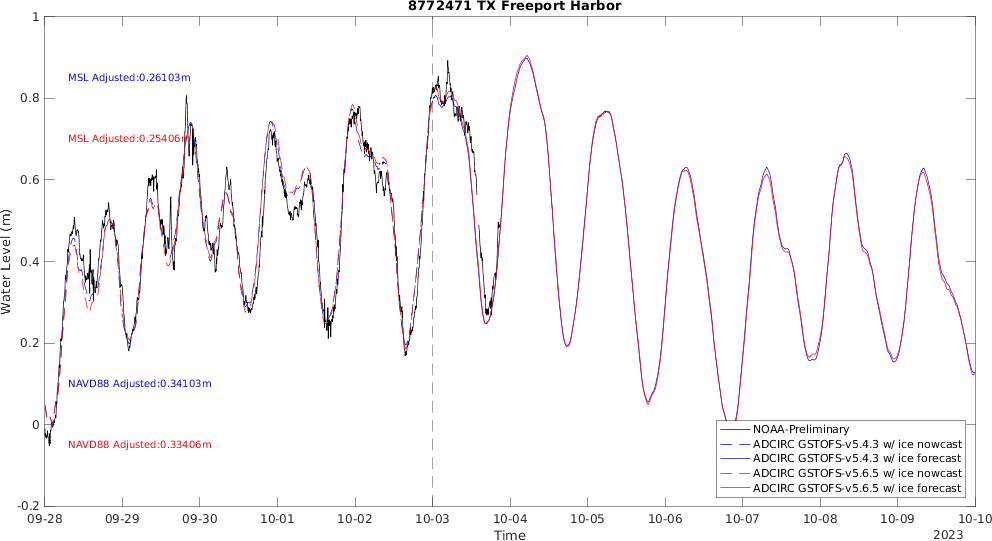 8772471 TX Freeport Harbor
1
0.8
0.6
0.4
0.2
0
-0.2
Water Level (m)
MSL Adjusted:0.26103m
MSL Adjusted:0.25406m
NAVD88 Adjusted:0.34103m
NAVD88 Adjusted:0.33406m
NOAA-Preliminary
ADCIRC GSTOFS-v5.4.3 w/ ice nowcast
ADCIRC GSTOFS-v5.4.3 w/ ice forecast
ADCIRC GSTOFS-v5.6.5 w/ ice nowcast
ADCIRC GSTOFS-v5.6.5 w/ ice forecast
09-28 09-29 09-30 10-01 10-02 10-03 10-04 10-05 10-06 10-07 10-08 10-09 10-10
Time
2023